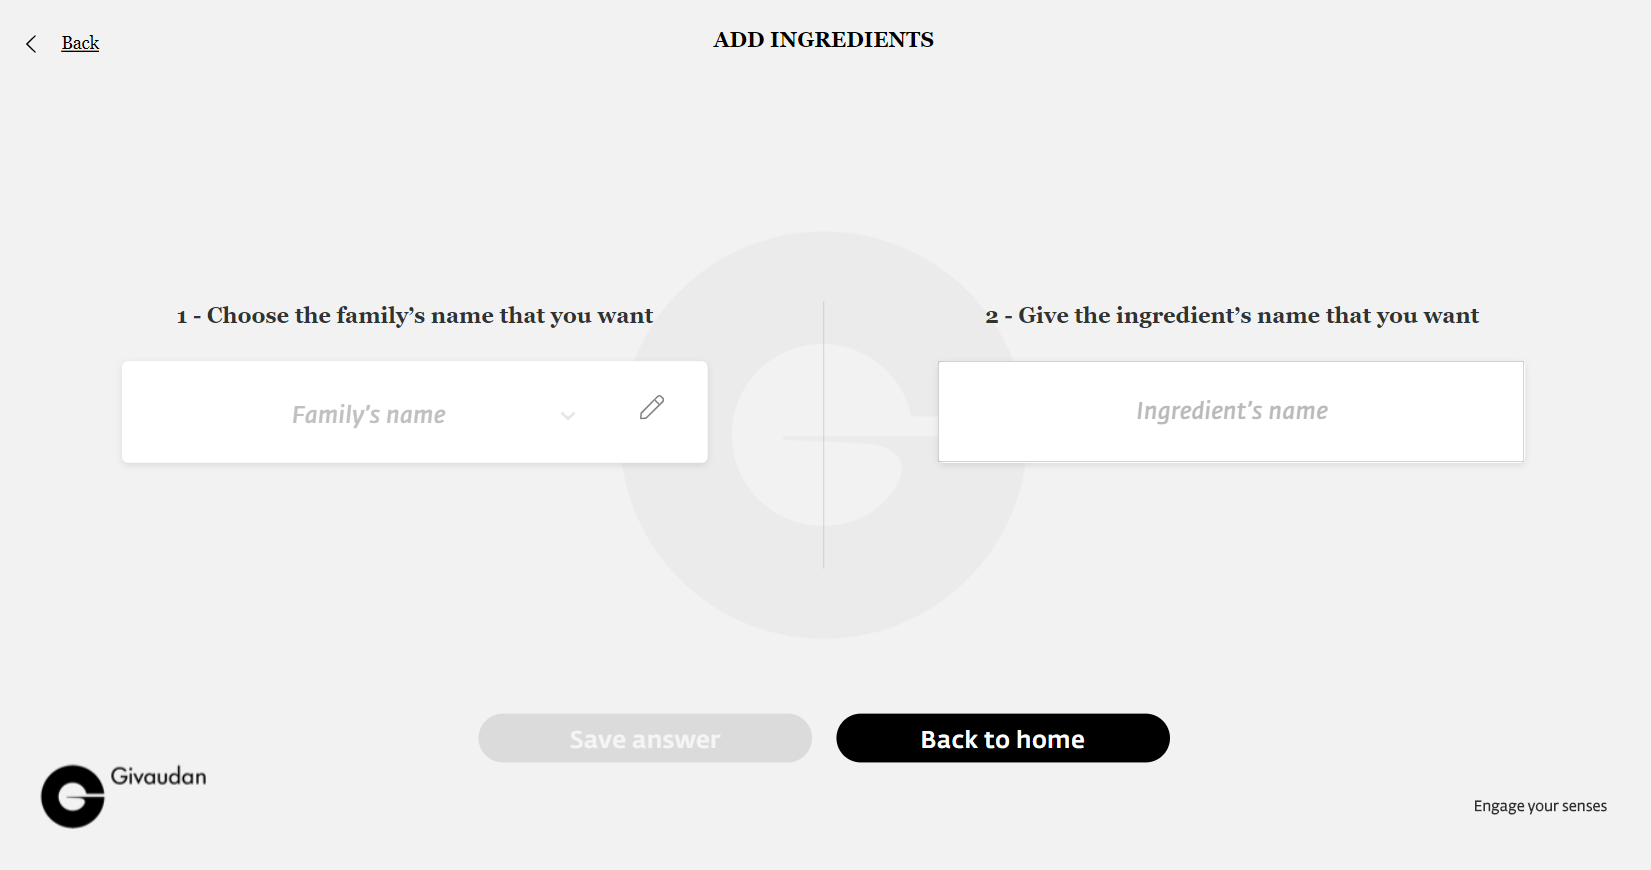 Back
ADD INGREDIENTS
1 - Choose the family’s name that you want
Family’s name
2 - Give the ingredient’s name that you want
Ingredient’s name
Save answer
Back to home
Givaudan
Engage your senses